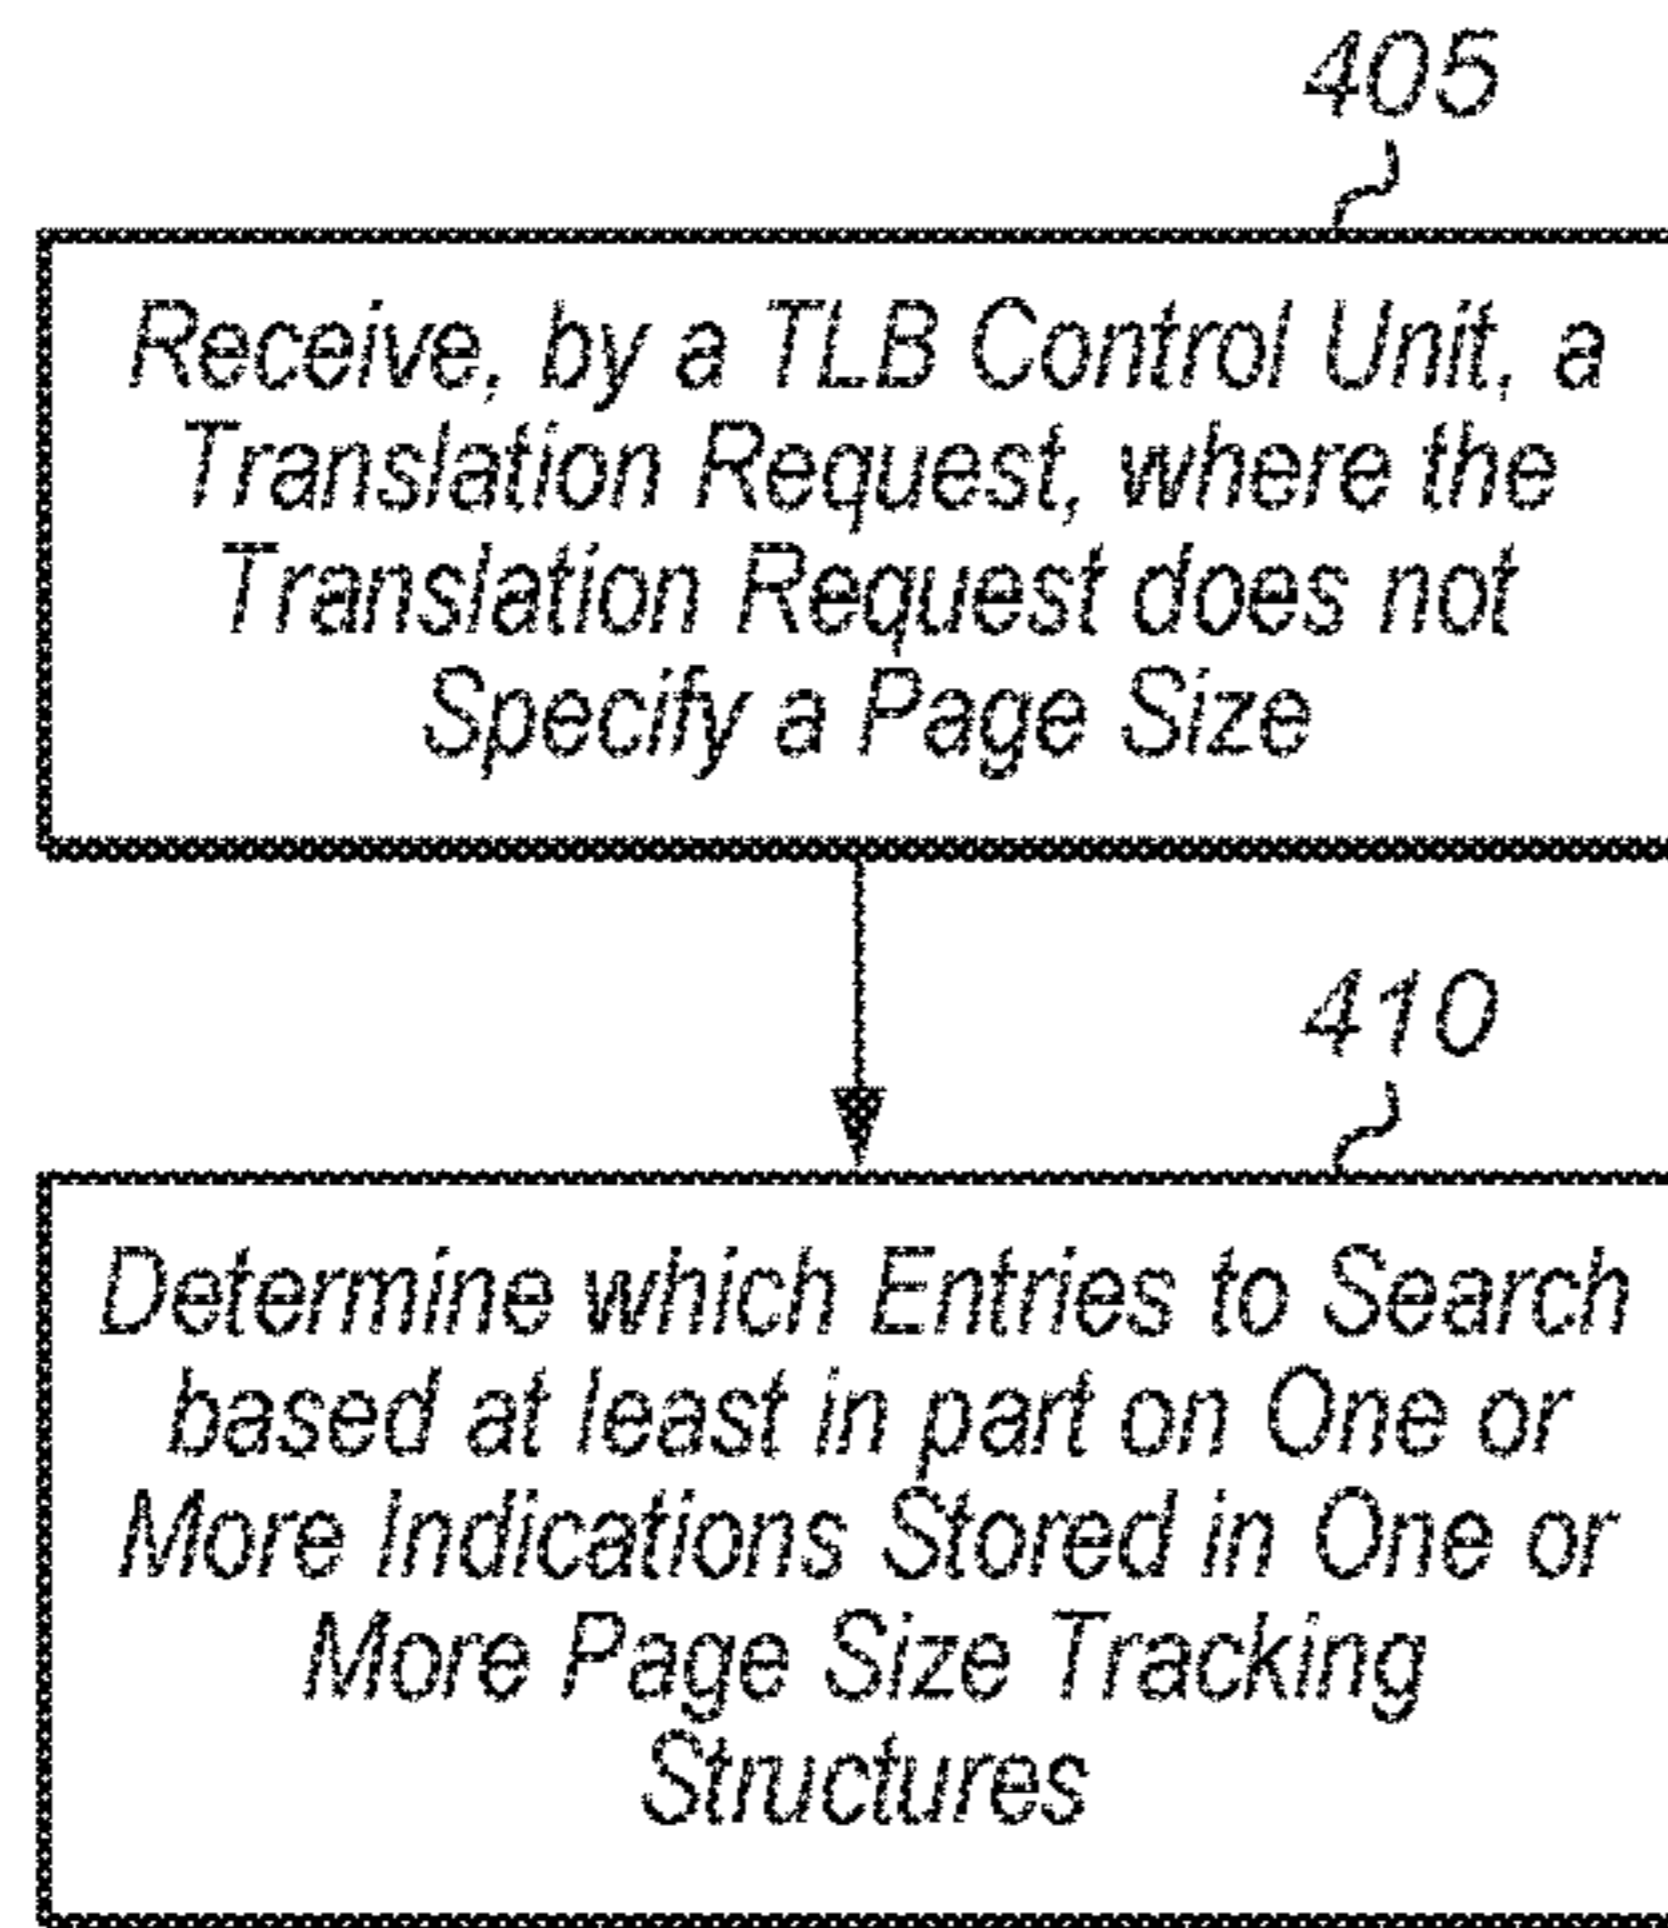 405
Receive, by a TLB Control Unit, a
Translation Request, where the
Translation Request does not
Specify a Page Size
410
Determine which Entries to Search
based at least in part on One or
More Indications Stored in One or
More Page Size Tracking
Structures